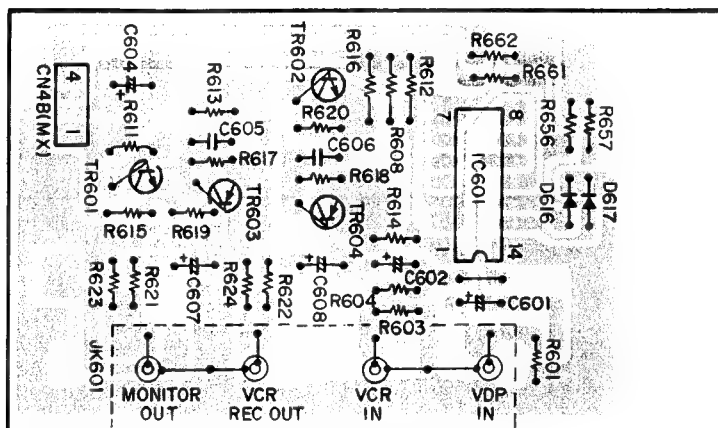 C604
+
CN4B(MX)
4
1
R611
TR601
R615
R613
C605
R617
R619
TR603
TR602
R620
C606
R618
TR604
R616
R612
R608
R614
R662
R661
7
8
IC601
1
14
R656
R657
D616
D617
R623
R621
+
C607
R624
R622
+
C608
+
C602
R604
R603
+
C601
R601
JK601
MONITOR
OUT
VCR
REC OUT
VCR
IN
VDP
IN